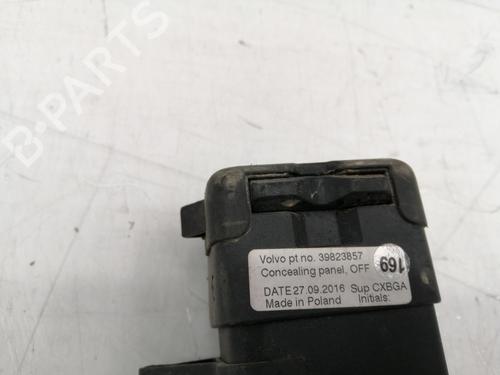 B-PARTS
Volvo pt no. 39823857
Concealing panel, OFF
169
DATE 27.09.2016 Sup CXBGA
Made in Poland Initials: